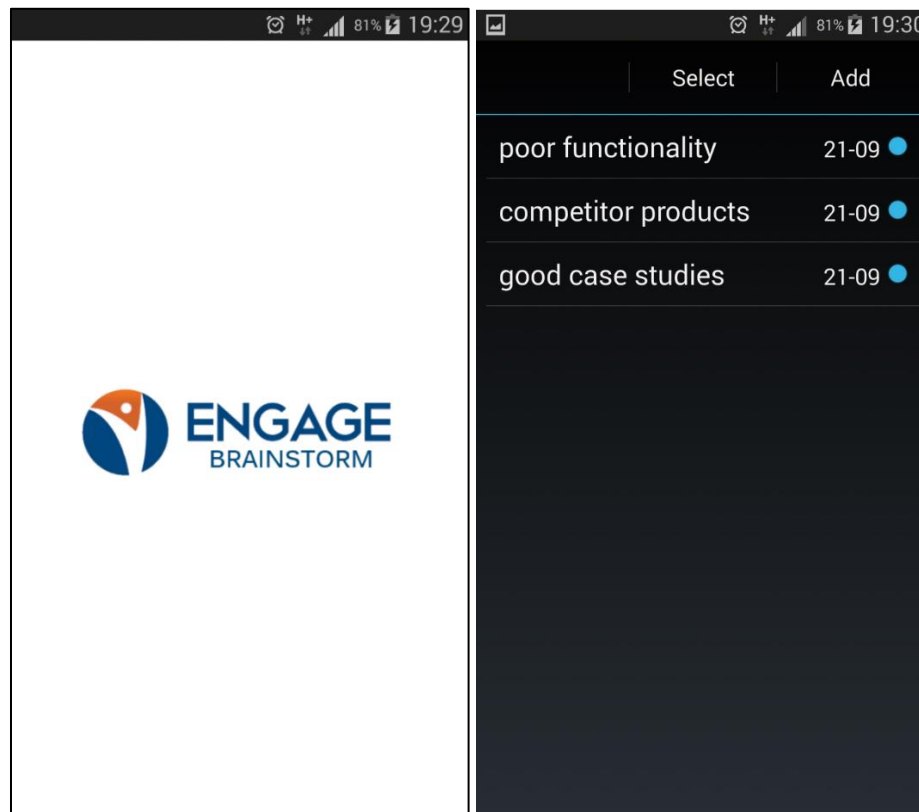 H+ 81% 19:29
ENGAGE
BRAINSTORM
H+ 81% 19:30
Select Add
poor functionality 21-09
competitor products 21-09
good case studies 21-09